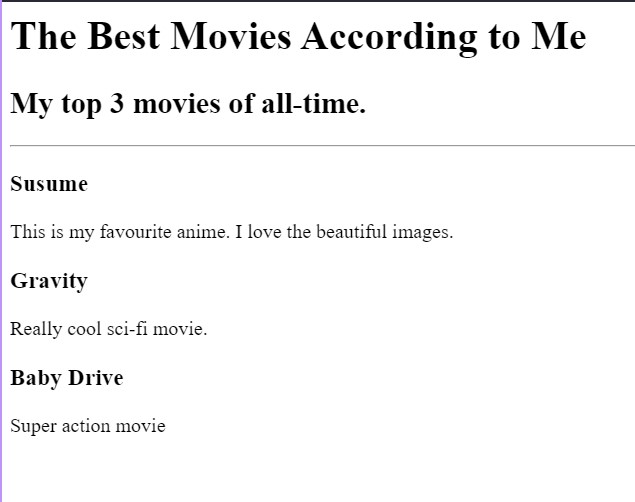 The Best Movies According to Me
My top 3 movies of all-time.
Susume
This is my favourite anime. I love the beautiful images.
Gravity
Really cool sci-fi movie.
Baby Drive
Super action movie